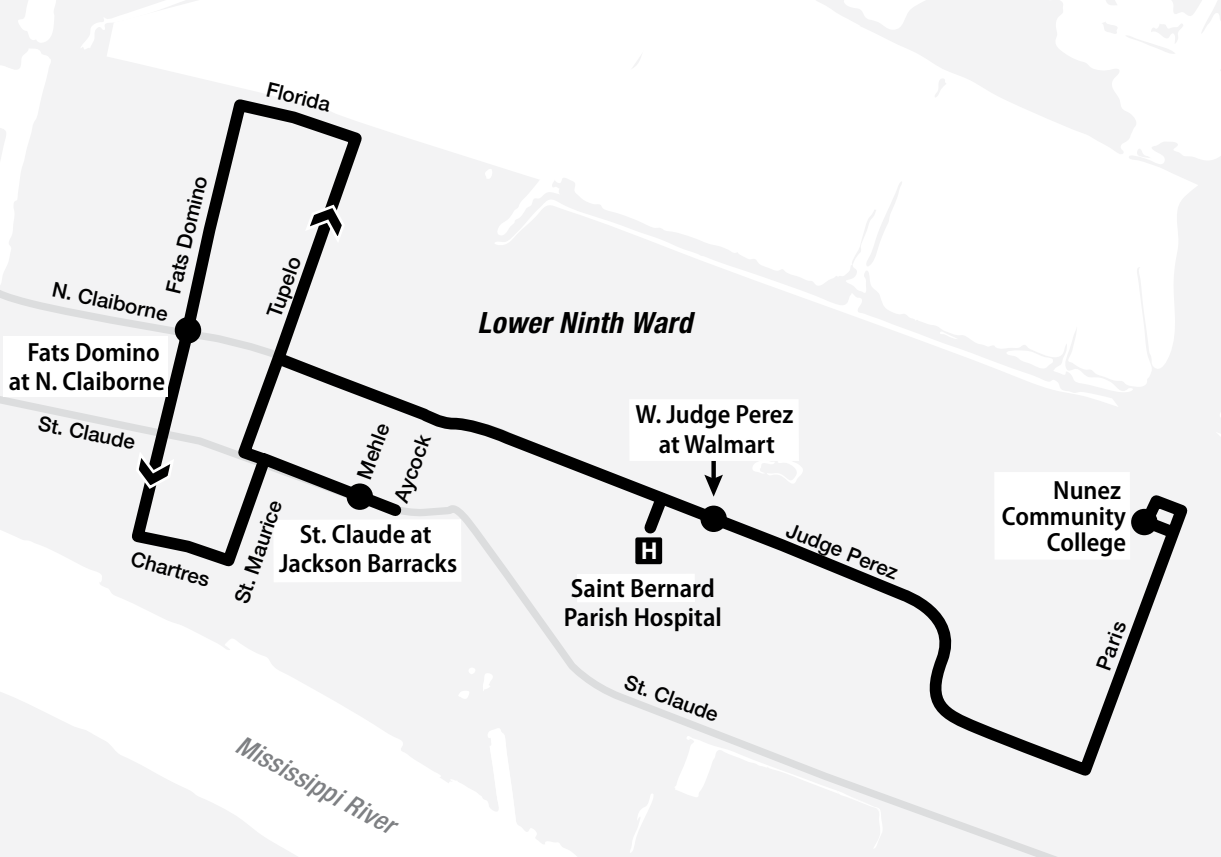 Florida
Fats Domino
Tupelo
N. Claiborne
Lower Ninth Ward
Fats Domino
at N. Claiborne
St. Claude
Mehle
Aycock
W. Judge Perez
at Walmart
St. Claude at
Jackson Barracks
St. Maurice
Chartres
H
Saint Bernard
Parish Hospital
Judge Perez
Nunez
Community
College
Paris
St. Claude
Mississippi River